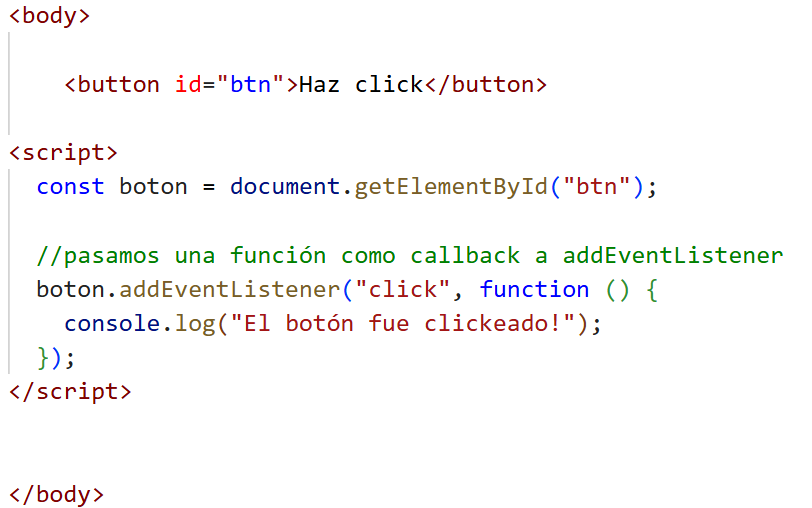 <body>
<button id="btn">Haz click</button>
<script>
const boton = document.getElementById("btn");
//pasamos una función como callback a addEventListener
boton.addEventListener("click", function () {
console.log("El botón fue clickeado!");
});
</script>
</body>